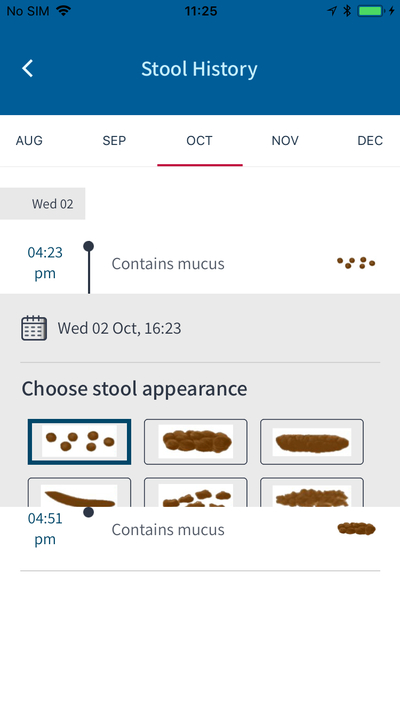 No SIM 11:25
Stool History
AUG SEP OCT NOV DEC
Wed 02
04:23
pm
Contains mucus
Wed 02 Oct, 16:23
Choose stool appearance
04:51
pm
Contains mucus